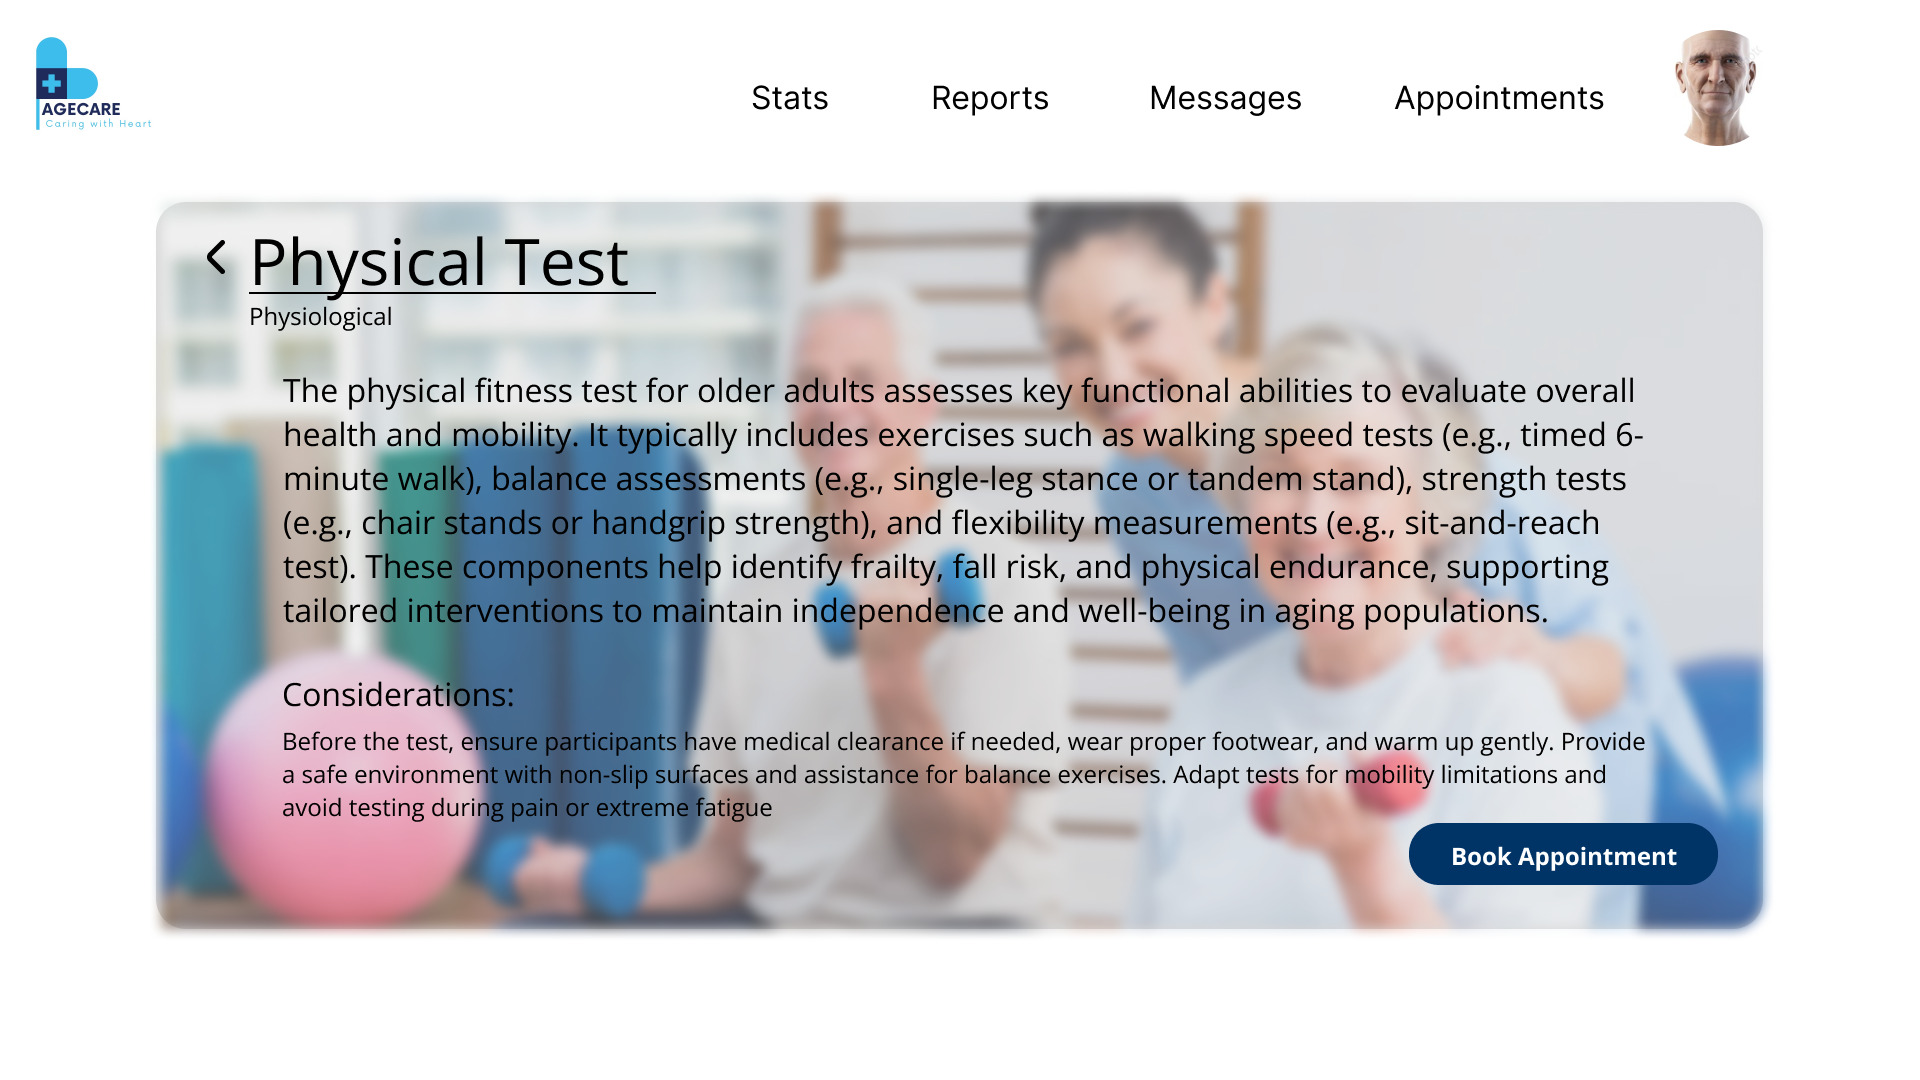 AGECARE
Caring with Heart
Stats
Reports
Messages
Appointments
Physical Test
Physiological
The physical fitness test for older adults assesses key functional abilities to evaluate overall
health and mobility. It typically includes exercises such as walking speed tests (e.g., timed 6-
minute walk), balance assessments (e.g., single-leg stance or tandem stand), strength tests
(e.g., chair stands or handgrip strength), and flexibility measurements (e.g., sit-and-reach
test). These components help identify frailty, fall risk, and physical endurance, supporting
tailored interventions to maintain independence and well-being in aging populations.
Considerations:
Before the test, ensure participants have medical clearance if needed, wear proper footwear, and warm up gently. Provide
a safe environment with non-slip surfaces and assistance for balance exercises. Adapt tests for mobility limitations and
avoid testing during pain or extreme fatigue
Book Appointment